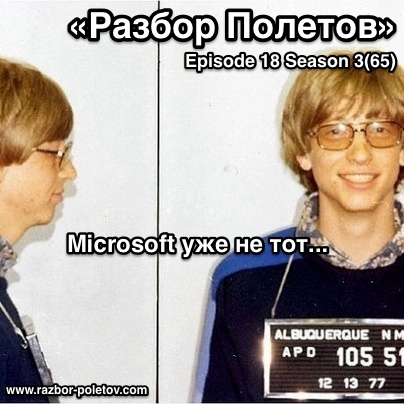 «Разбор Полетов»
Episode 18 Season 3(65)
Microsoft уже не тот...
ALBUQUERQUE N M
APD 105 51
12 13 77
www.razbor-poletov.com